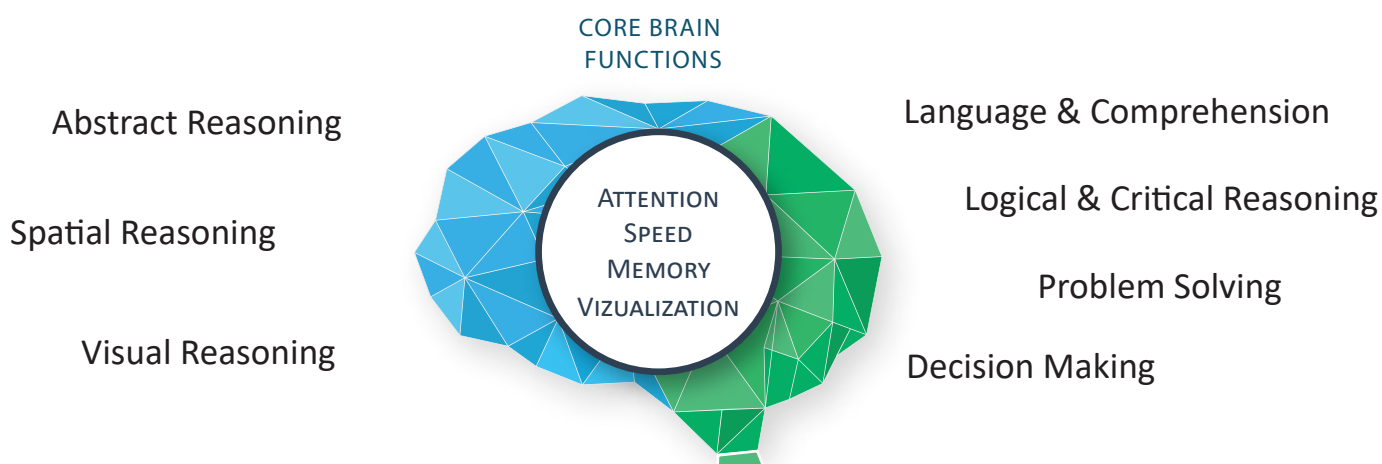 CORE BRAIN
FUNCTIONS
Abstract Reasoning
Spatial Reasoning
Visual Reasoning
ATTENTION
SPEED
MEMORY
VIZUALIZATION
Language & Comprehension
Logical & Critical Reasoning
Problem Solving
Decision Making